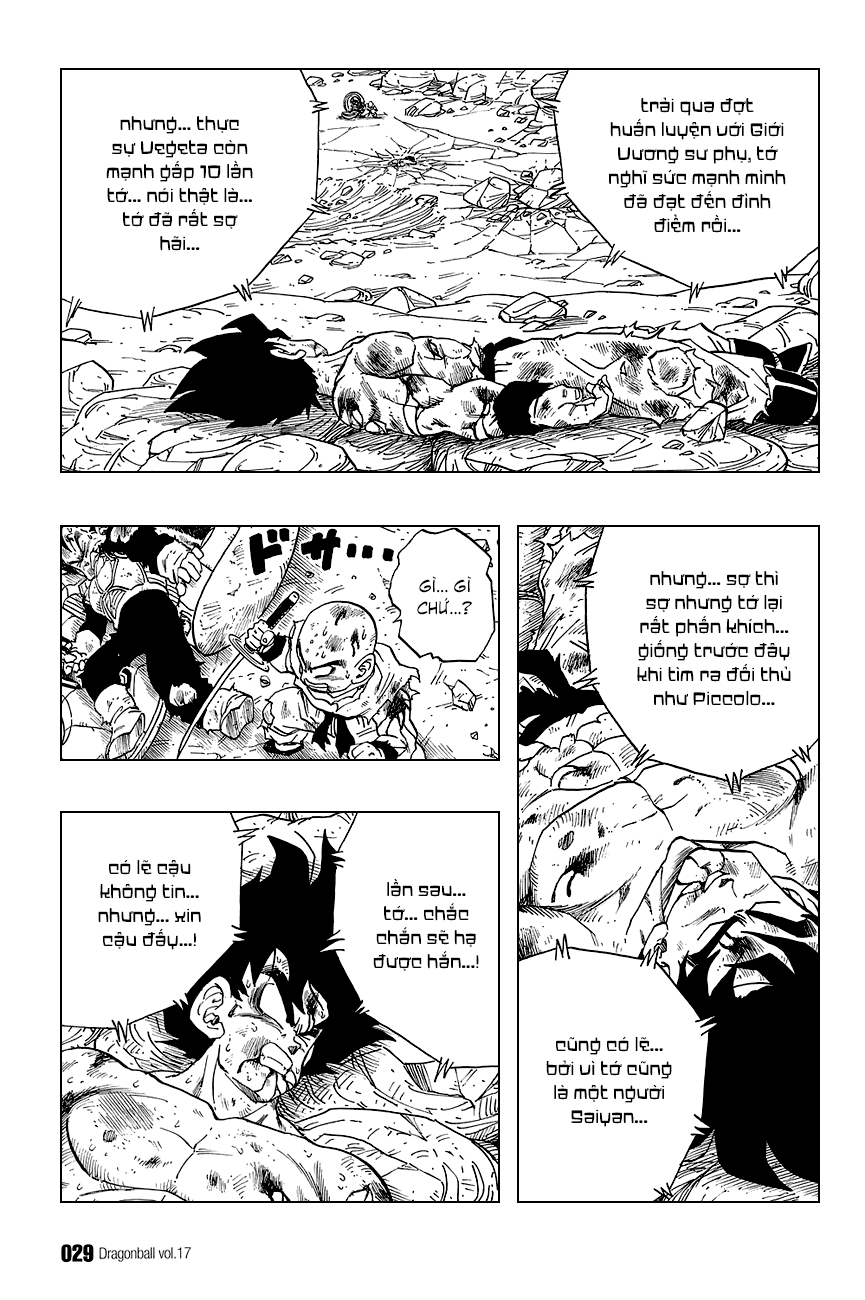 trải qua đợt
huấn luyện với Giới
Vương sư phụ, tớ
nghĩ sức mạnh mình
đã đạt đến đỉnh
điểm rồi...
nhưng... thực
sự Vegeta còn
mạnh gấp 10 lần
tớ... nói thật là...
tớ đã rất sợ
hãi...
nhưng... sợ thì
sợ nhưng tớ lại
rất phấn khích...
giống trước đây
khi tìm ra đối thủ
như Piccolo...
cũng có lẽ...
bởi vì tớ cũng
là một người
Saiyan...
GÌ... GÌ
CHỨ...?
ドサ...
lần sau...
tớ... chắc
chắn sẽ hạ
được hắn...!
có lẽ cậu
không tin...
nhưng... xin
cậu đấy...!
029 Dragonball vol.17